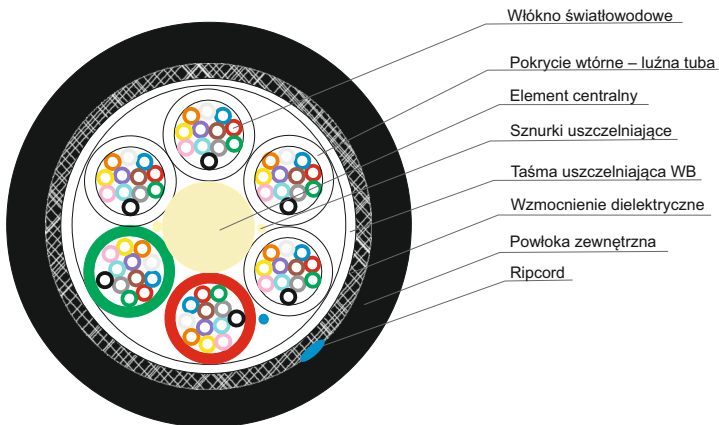 Włókno światłowodowe
Pokrycie wtórne – luźna tuba
Element centralny
Sznurki uszczelniające
Taśma uszczelniająca WB
Wzmocnienie dielektryczne
Powłoka zewnętrzna
Ripcord